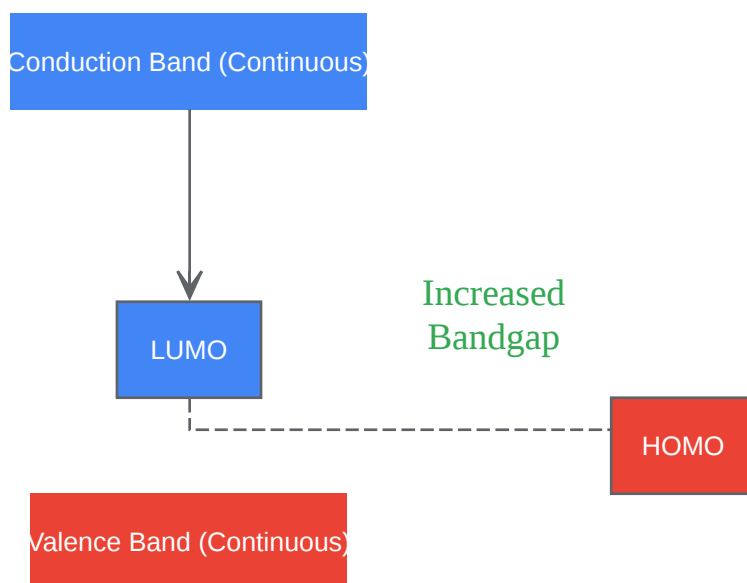 Conduction Band (Continuous)
Increased
Bandgap
LUMO
HOMO
Valence Band (Continuous)